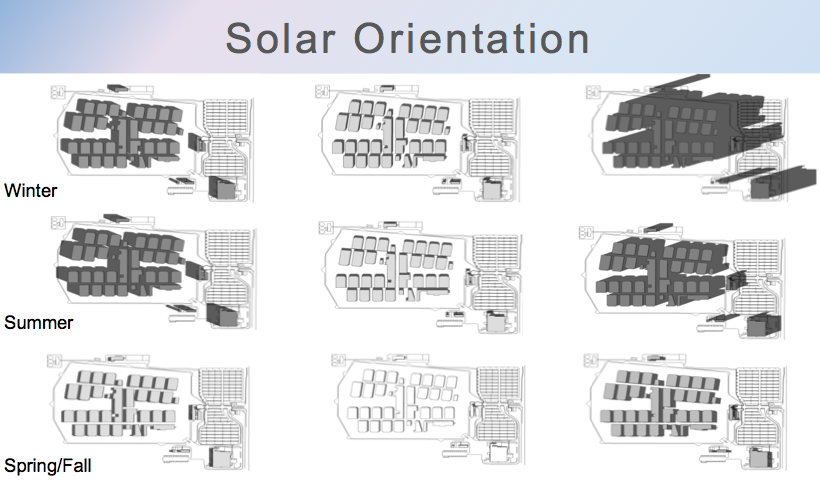 Solar Orientation
Winter
Summer
Spring/Fall